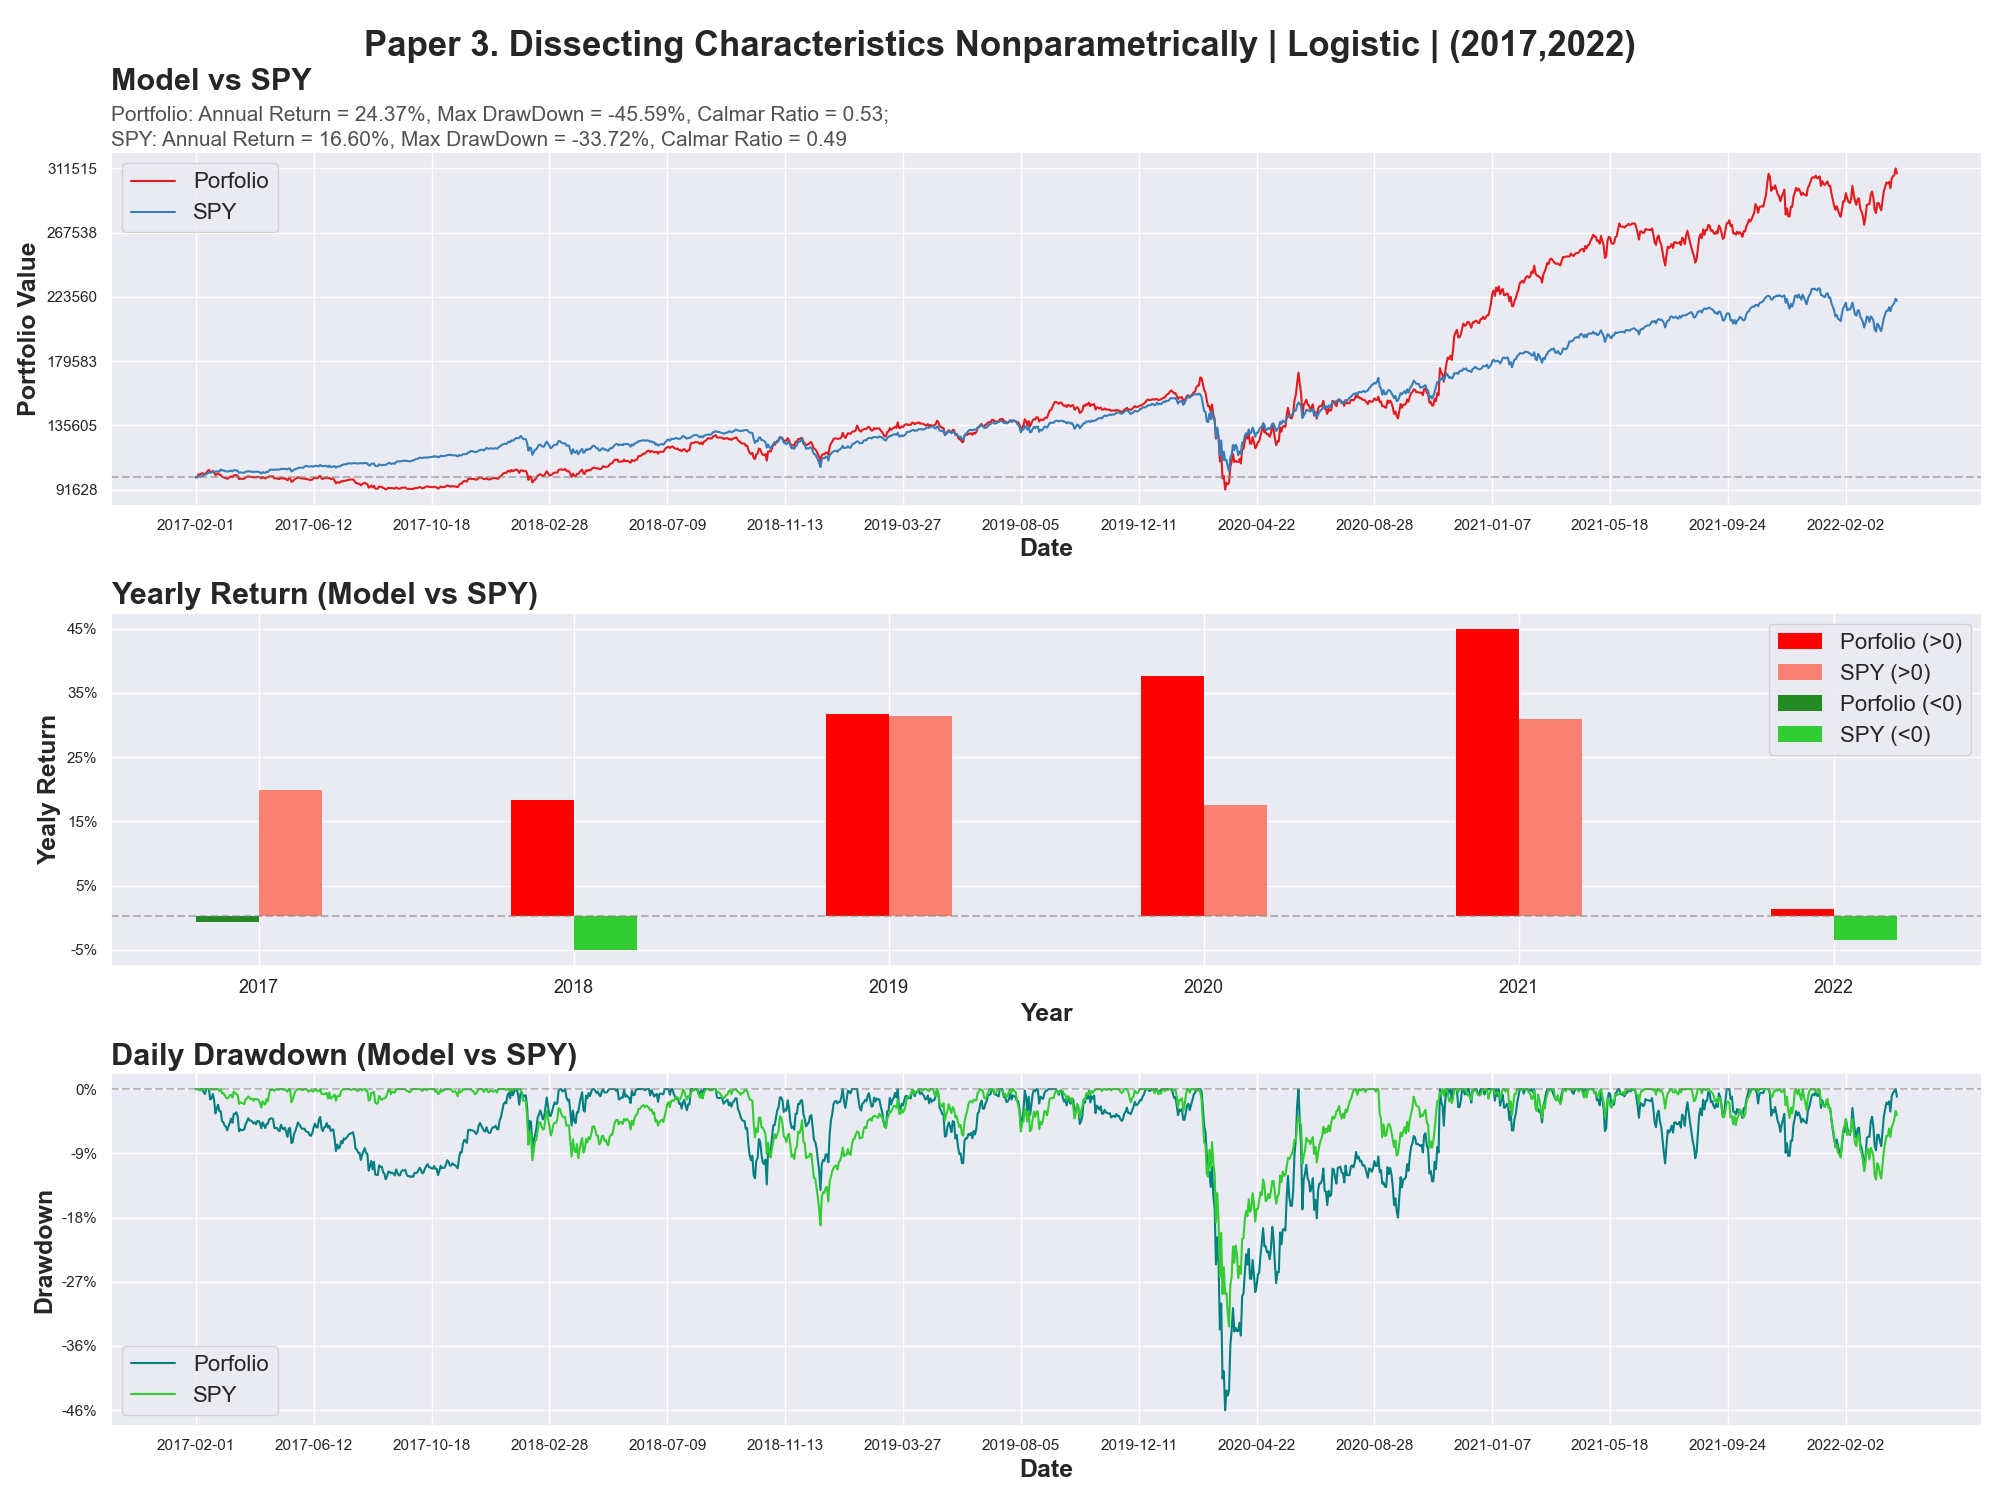 Paper 3. Dissecting Characteristics Nonparametrically | Logistic | (2017,2022)
Model vs SPY
Portfolio: Annual Return = 24.37%, Max DrawDown = -45.59%, Calmar Ratio = 0.53;
SPY: Annual Return = 16.60%, Max DrawDown = -33.72%, Calmar Ratio = 0.49
Porfolio
SPY
Portfolio Value
311515
267538
223560
179583
135605
91628
2017-02-01 2017-06-12 2017-10-18 2018-02-28 2018-07-09 2018-11-13 2019-03-27 2019-08-05 2019-12-11 2020-04-22 2020-08-28 2021-01-07 2021-05-18 2021-09-24 2022-02-02
Date
Yearly Return (Model vs SPY)
Porfolio (>0)
SPY (>0)
Porfolio (<0)
SPY (<0)
Yealy Return
45%
35%
25%
15%
5%
-5%
2017 2018 2019 2020 2021 2022
Year
Daily Drawdown (Model vs SPY)
Drawdown
0%
-9%
-18%
-27%
-36%
-46%
Porfolio
SPY
2017-02-01 2017-06-12 2017-10-18 2018-02-28 2018-07-09 2018-11-13 2019-03-27 2019-08-05 2019-12-11 2020-04-22 2020-08-28 2021-01-07 2021-05-18 2021-09-24 2022-02-02
Date